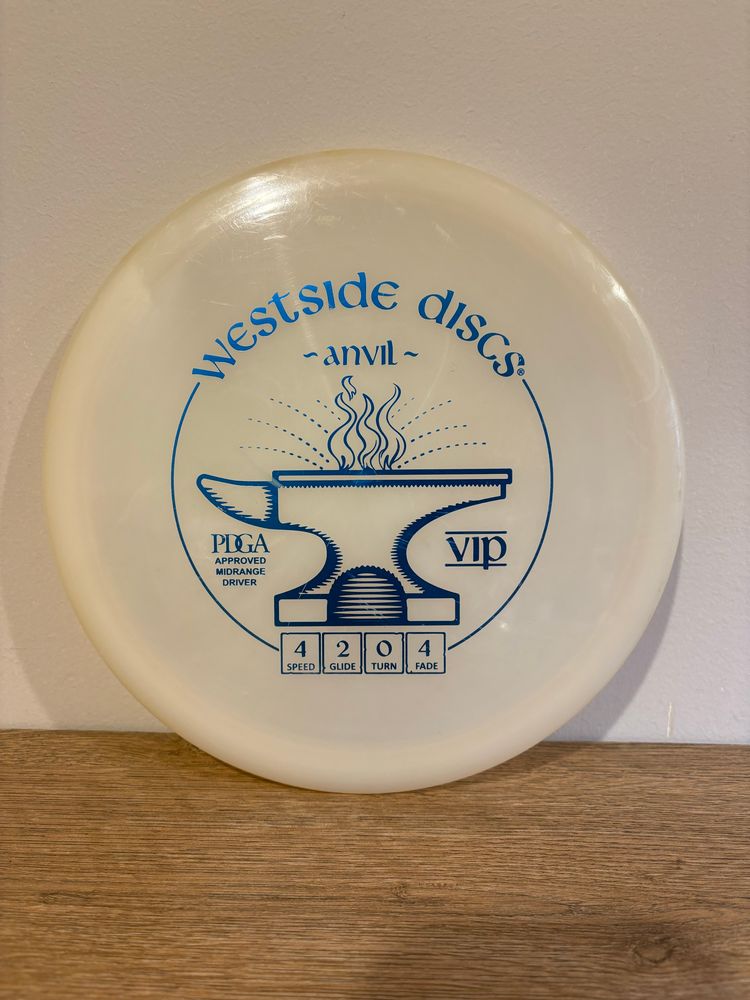 Westside discs®
~anvil~
PDGA
APPROVED
MIDRANGE
DRIVER
VIP
4 2 0 4
SPEED GLIDE TURN FADE